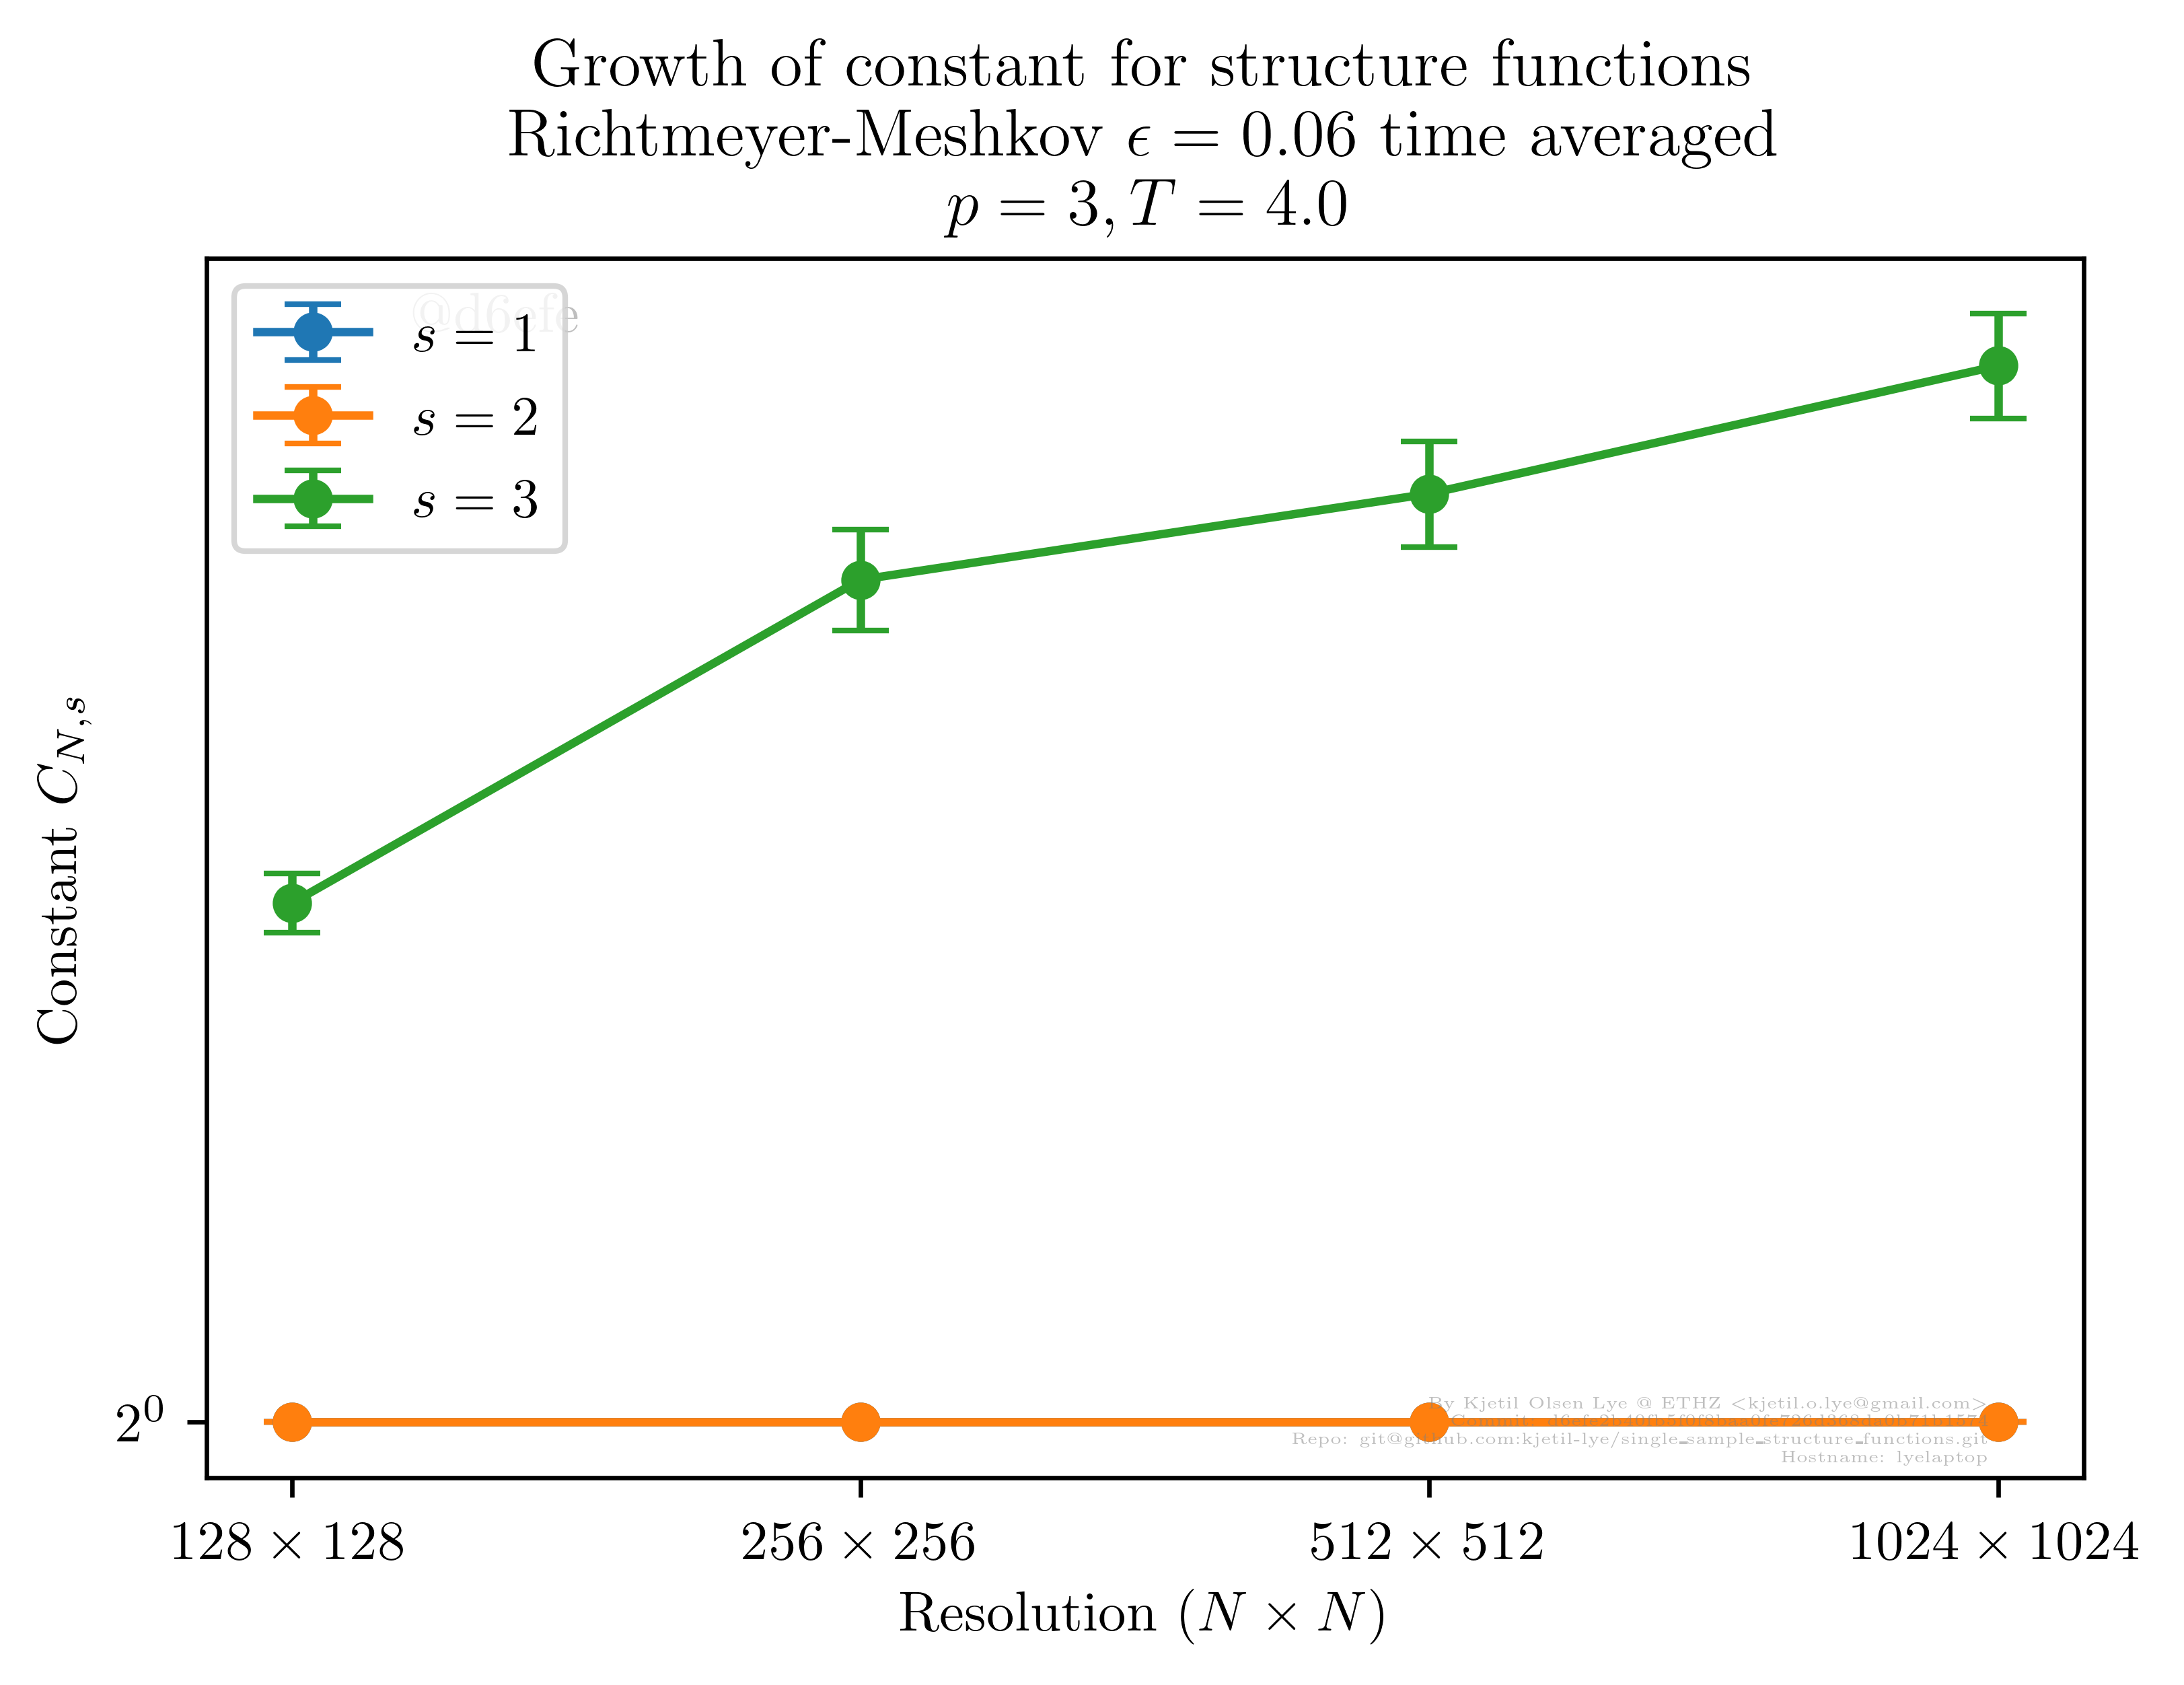 Growth of constant for structure functions
Richtmeyer-Meshkov ϵ = 0.06 time averaged
p = 3, T = 4.0
@d6efe
s = 1
s = 2
s = 3
Constant C_{N,s}
2^0
By Kjetil Olsen Lye @ ETHZ <kjetil.o.lye@gmail.com>
Commit:
Repo: git@github.com:kjetil-lye/single_sample_structure_functions.git
Hostname: lyelaptop
128 × 128
256 × 256
512 × 512
1024 × 1024
Resolution (N × N)